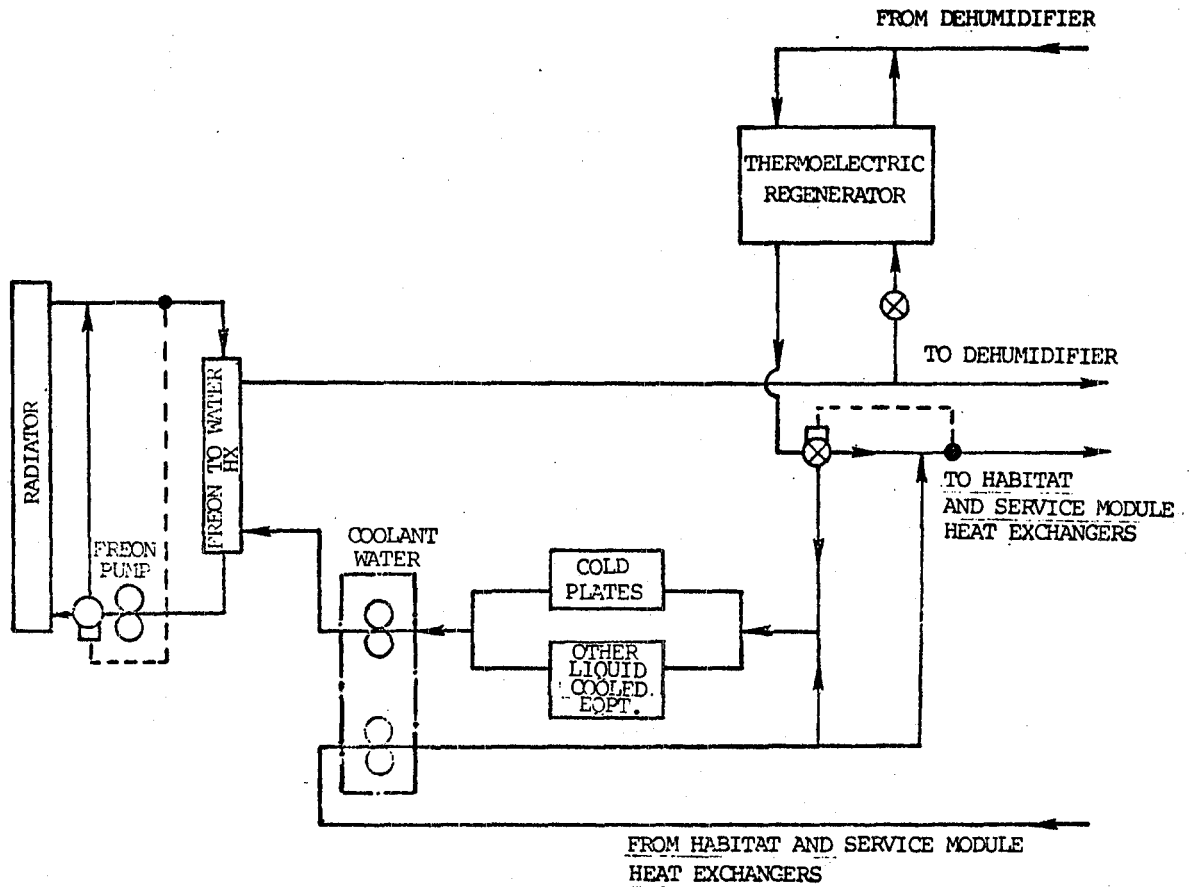 FROM DEHUMIDIFIER
THERMOELECTRIC
REGENERATOR
TO DEHUMIDIFIER
RADIATOR
FREON TO WATER
HX
FREON
PUMP
COOLANT
WATER
COLD
PLATES
OTHER
LIQUID
COOLED
EQPT.
TO HABITAT
AND SERVICE MODULE
HEAT EXCHANGERS
FROM HABITAT AND SERVICE MODULE
HEAT EXCHANGERS